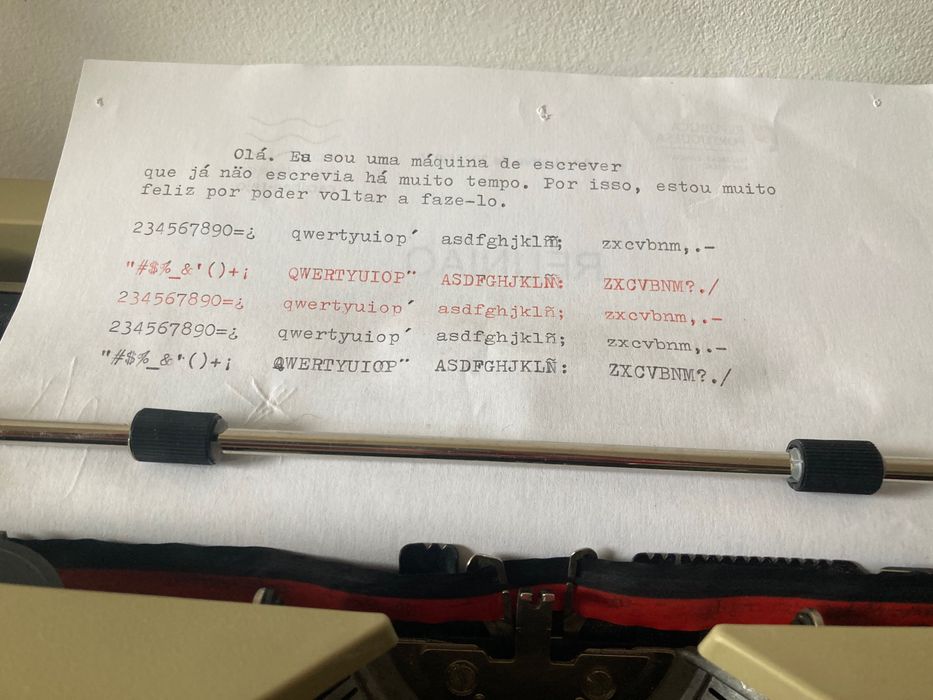 Olá. Eu sou uma máquina de escrever
que já não escrevia há muito tempo. Por isso, estou muito
feliz por poder voltar a faze-lo.
234567890=¿ qwertyuiop´ asdfghjklñ; zxcvbnm,.-
"#$%_&'()+¡ QWERTYUIOP¨ ASDFGHJKLÑ: ZXCVBNM?./
234567890=¿ qwertyuiop´ asdfghjklñ; zxcvbnm,.-
234567890=¿ qwertyuiop´ asdfghjklñ; zxcvbnm,.-
"#$%_&'()+¡ QWERTYUIOP¨ ASDFGHJKLÑ: ZXCVBNM?./
REUNIÃO